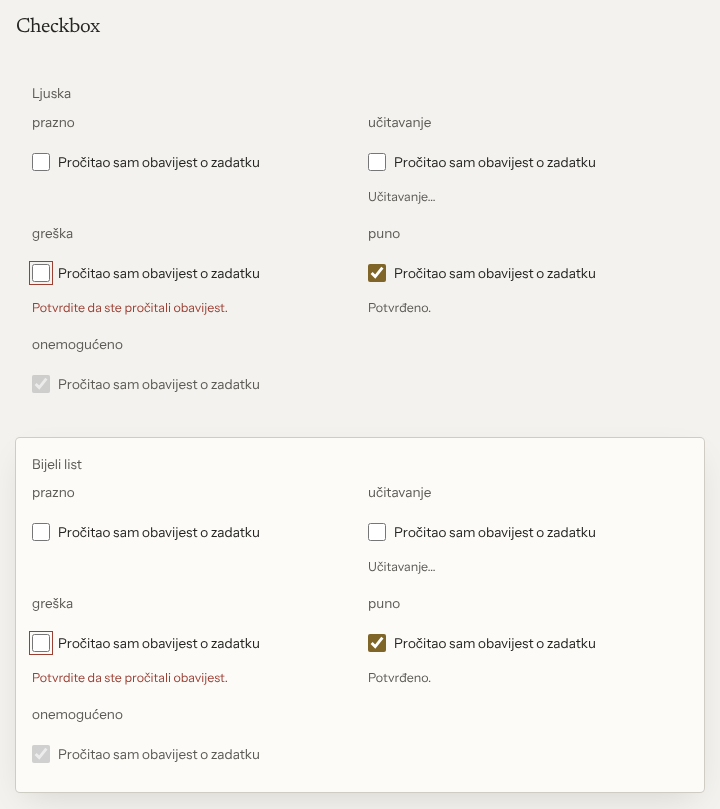 Checkbox
Ljuska
prazno
učitavanje
Pročitao sam obavijest o zadatku
Pročitao sam obavijest o zadatku
Učitavanje…
greška
puno
Pročitao sam obavijest o zadatku
Pročitao sam obavijest o zadatku
Potvrdite da ste pročitali obavijest.
Potvrđeno.
onemogućeno
Pročitao sam obavijest o zadatku
Bijeli list
prazno
učitavanje
Pročitao sam obavijest o zadatku
Pročitao sam obavijest o zadatku
Učitavanje…
greška
puno
Pročitao sam obavijest o zadatku
Pročitao sam obavijest o zadatku
Potvrdite da ste pročitali obavijest.
Potvrđeno.
onemogućeno
Pročitao sam obavijest o zadatku